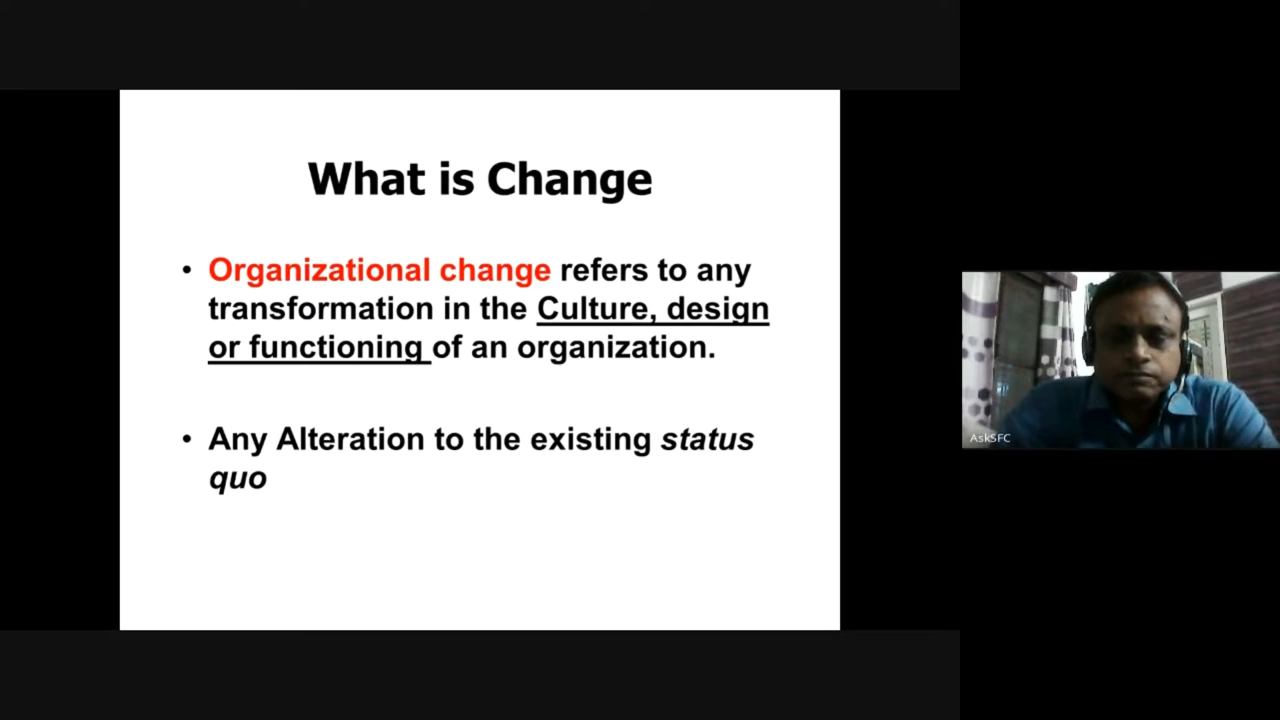 What is Change
• Organizational change refers to any
transformation in the Culture, design
or functioning of an organization.
• Any Alteration to the existing status
quo
AskSFC